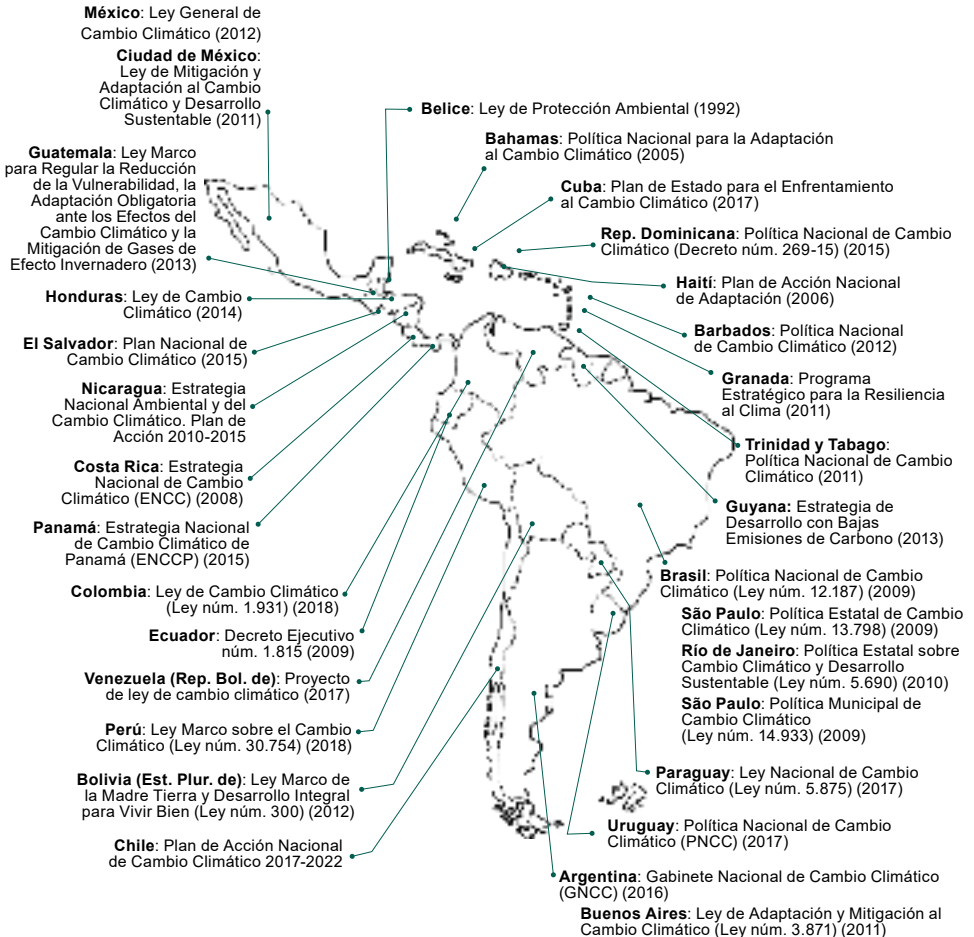 México: Ley General de
Cambio Climático (2012)
Ciudad de México:
Ley de Mitigación y
Adaptación al Cambio
Climático y Desarrollo
Sustentable (2011)
Guatemala: Ley Marco
para Regular la Reducción
de la Vulnerabilidad, la
Adaptación Obligatoria
ante los Efectos del
Cambio Climático y la
Mitigación de Gases de
Efecto Invernadero (2013)
Honduras: Ley de Cambio
Climático (2014)
El Salvador: Plan Nacional de
Cambio Climático (2015)
Nicaragua: Estrategia
Nacional Ambiental y del
Cambio Climático. Plan de
Acción 2010-2015
Costa Rica: Estrategia
Nacional de Cambio
Climático (ENCC) (2008)
Panamá: Estrategia Nacional
de Cambio Climático de
Panamá (ENCCP) (2015)
Colombia: Ley de Cambio Climático
(Ley núm. 1.931) (2018)
Ecuador: Decreto Ejecutivo
núm. 1.815 (2009)
Venezuela (Rep. Bol. de): Proyecto
de ley de cambio climático (2017)
Perú: Ley Marco sobre el Cambio
Climático (Ley núm. 30.754) (2018)
Bolivia (Est. Plur. de): Ley Marco de
la Madre Tierra y Desarrollo Integral
para Vivir Bien (Ley núm. 300) (2012)
Chile: Plan de Acción Nacional
de Cambio Climático 2017-2022
Belice: Ley de Protección Ambiental (1992)
Bahamas: Política Nacional para la Adaptación
al Cambio Climático (2005)
Cuba: Plan de Estado para el Enfrentamiento
al Cambio Climático (2017)
Rep. Dominicana: Política Nacional de Cambio
Climático (Decreto núm. 269-15) (2015)
Haití: Plan de Acción Nacional
de Adaptación (2006)
Barbados: Política Nacional
de Cambio Climático (2012)
Granada: Programa
Estratégico para la Resiliencia
al Clima (2011)
Trinidad y Tabago:
Política Nacional de Cambio
Climático (2011)
Guyana: Estrategia de
Desarrollo con Bajas
Emisiones de Carbono (2013)
Brasil: Política Nacional de Cambio
Climático (Ley núm. 12.187) (2009)
São Paulo: Política Estatal de Cambio
Climático (Ley núm. 13.798) (2009)
Río de Janeiro: Política Estatal sobre
Cambio Climático y Desarrollo
Sustentable (Ley núm. 5.690) (2010)
São Paulo: Política Municipal de
Cambio Climático
(Ley núm. 14.933) (2009)
Paraguay: Ley Nacional de Cambio
Climático (Ley núm. 5.875) (2017)
Uruguay: Política Nacional de Cambio
Climático (PNCC) (2017)
Argentina: Gabinete Nacional de Cambio Climático
(GNCC) (2016)
Buenos Aires: Ley de Adaptación y Mitigación al
Cambio Climático (Ley núm. 3.871) (2011)